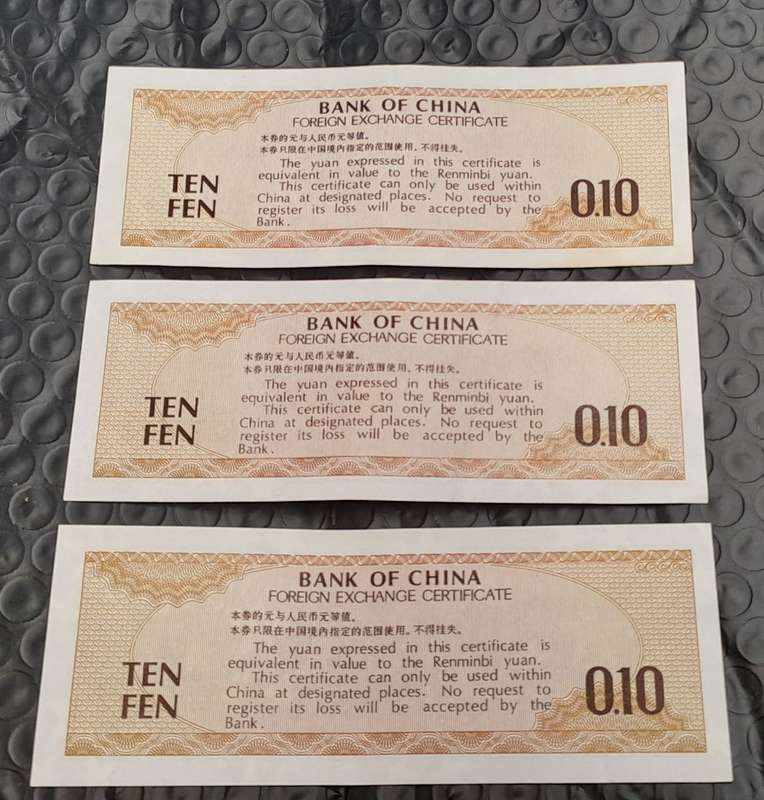 BANK OF CHINA
FOREIGN EXCHANGE CERTIFICATE
本券的元与人民币元等值。
本券只限在中国境内指定的范围使用，不得挂失。
The yuan expressed in this certificate is
equivalent in value to the Renminbi yuan.
This certificate can only be used within
China at designated places. No request to
register its loss will be accepted by the
Bank.
TEN
FEN
0.10
BANK OF CHINA
FOREIGN EXCHANGE CERTIFICATE
本券的元与人民币元等值。
本券只限在中国境内指定的范围使用，不得挂失。
The yuan expressed in this certificate is
equivalent in value to the Renminbi yuan.
This certificate can only be used within
China at designated places. No request to
register its loss will be accepted by the
Bank.
TEN
FEN
0.10
BANK OF CHINA
FOREIGN EXCHANGE CERTIFICATE
本券的元与人民币元等值。
本券只限在中国境内指定的范围使用，不得挂失。
The yuan expressed in this certificate is
equivalent in value to the Renminbi yuan.
This certificate can only be used within
China at designated places. No request to
register its loss will be accepted by the
Bank.
TEN
FEN
0.10